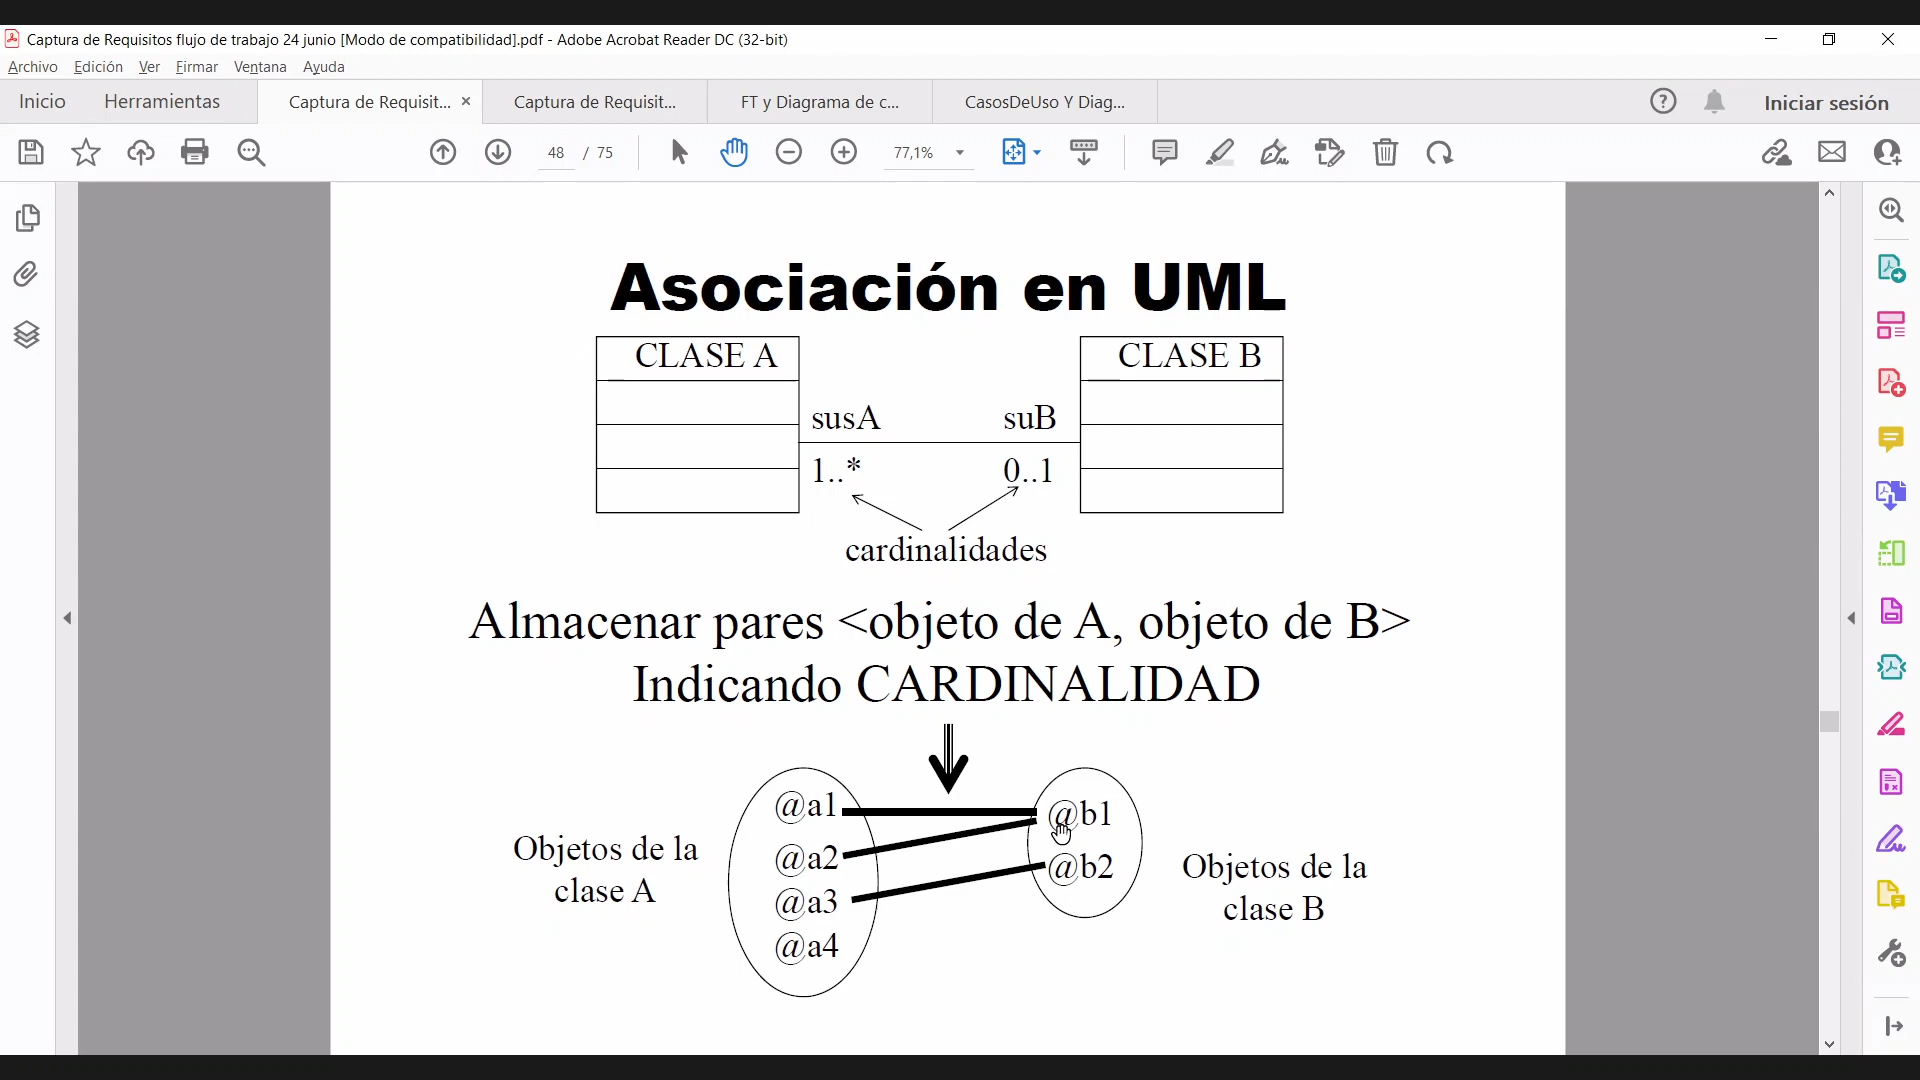 Captura de Requisitos flujo de trabajo 24 junio [Modo de compatibilidad].pdf - Adobe Acrobat Reader DC (32-bit)
Archivo Edición Ver Firmar Ventana Ayuda
Inicio Herramientas Captura de Requisit... × Captura de Requisit... FT y Diagrama de c... CasosDeUso Y Diag... Iniciar sesión
48 / 75 77,1%
Asociación en UML
CLASE A CLASE B
susA suB
1..* 0..1
cardinalidades
Almacenar pares <objeto de A, objeto de B>
Indicando CARDINALIDAD
@a1 @b1
@a2 @b2
@a3
@a4
Objetos de la
clase A
Objetos de la
clase B